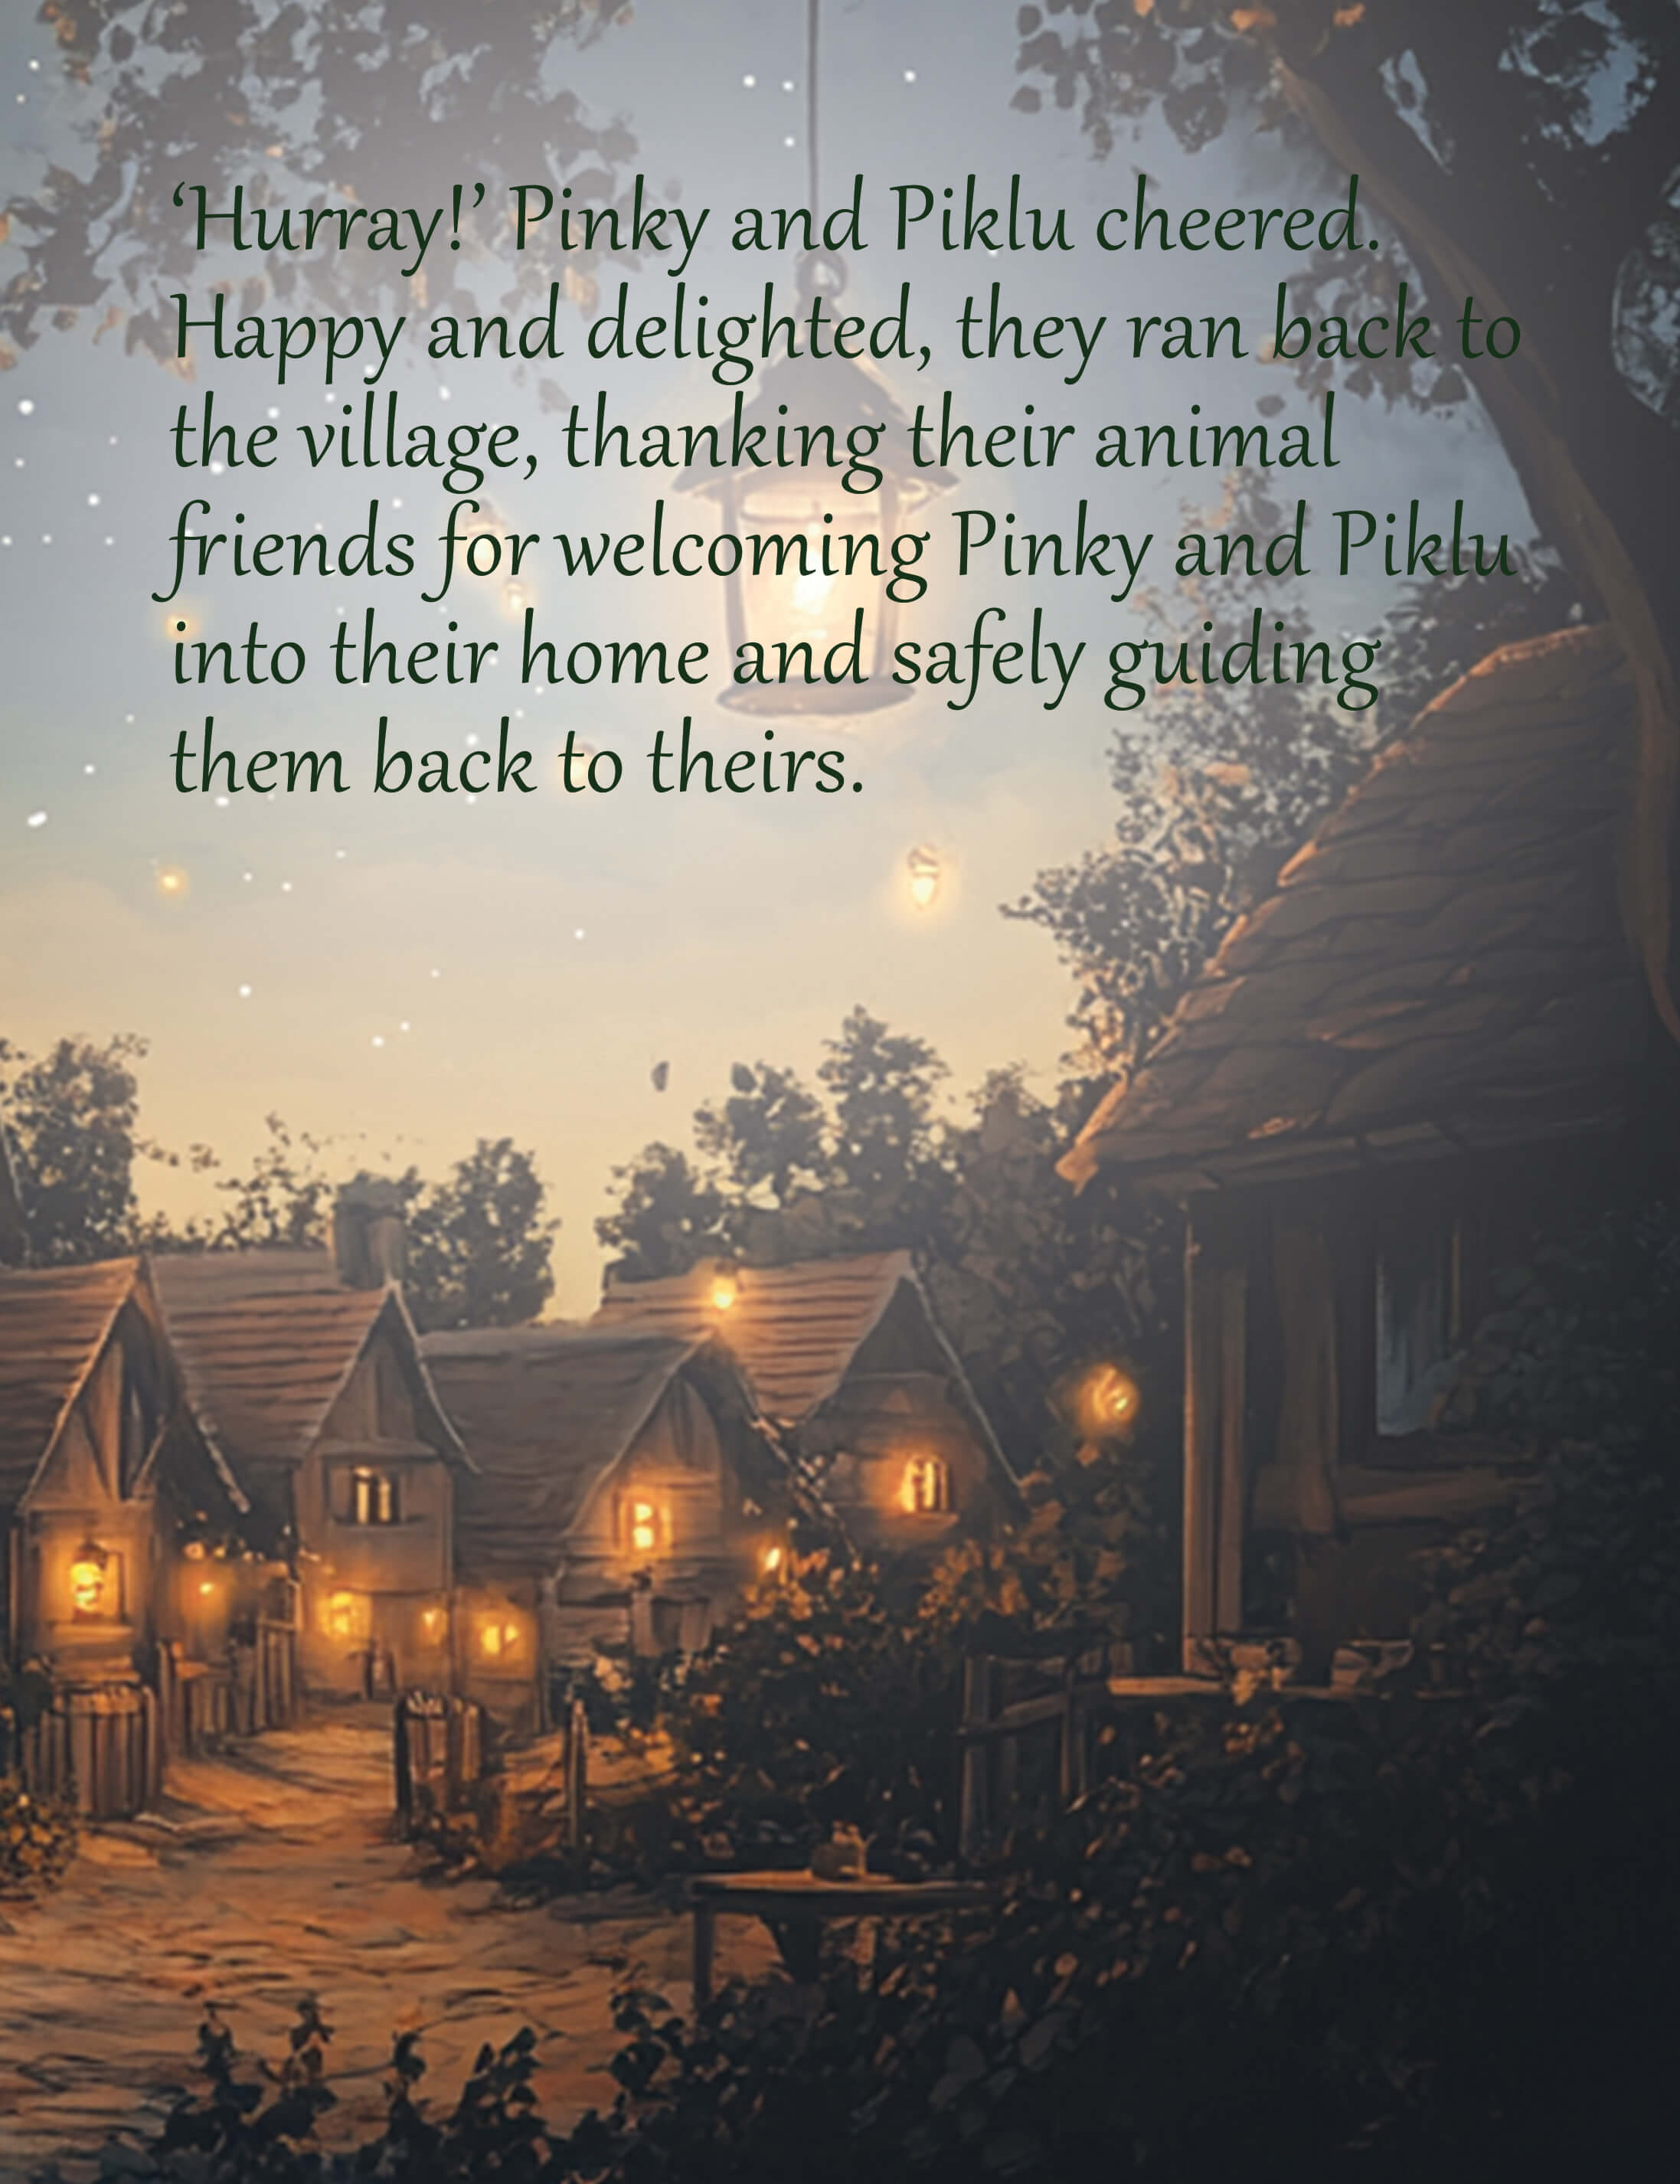 ‘Hurray!’ Pinky and Piklu cheered.
Happy and delighted, they ran back to
the village, thanking their animal
friends for welcoming Pinky and Piklu
into their home and safely guiding
them back to theirs.